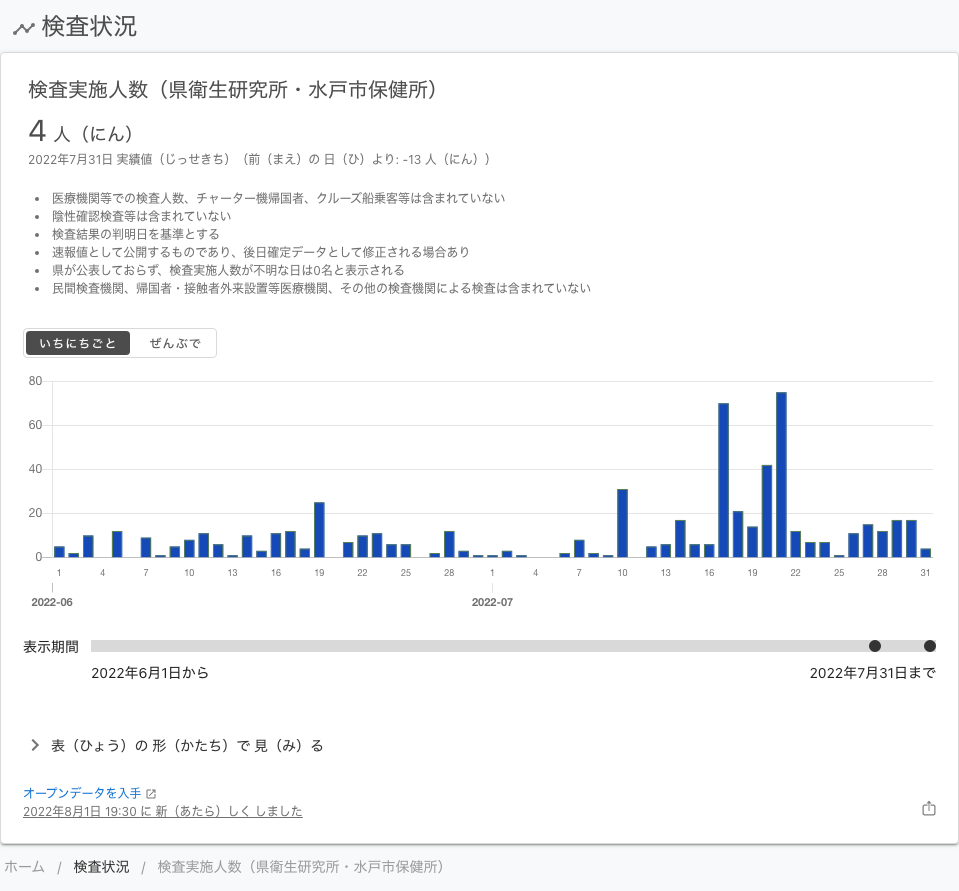 検査状況
検査実施人数（県衛生研究所・水戸市保健所）
4 人（にん）
2022年7月31日 実績値（じっせきち）（前（まえ）の 日（ひ）より: -13 人（にん））
• 医療機関等での検査人数、チャーター機帰国者、クルーズ船乗客等は含まれていない
• 陰性確認検査等は含まれていない
• 検査結果の判明日を基準とする
• 速報値として公開するものであり、後日確定データとして修正される場合あり
• 県が公表しておらず、検査実施人数が不明な日は0名と表示される
• 民間検査機関、帰国者・接触者外来設置等医療機関、その他の検査機関による検査は含まれていない
いちにちごと ぜんぶで
80
60
40
20
0
1 4 7 10 13 16 19 22 25 28 1 4 7 10 13 16 19 22 25 28 31
2022-06 2022-07
表示期間
2022年6月1日から 2022年7月31日まで
表（ひょう）の 形（かたち）で 見（み）る
オープンデータを入手
2022年8月1日 19:30 に 新（あたら）しく しました
ホーム / 検査状況 / 検査実施人数（県衛生研究所・水戸市保健所）